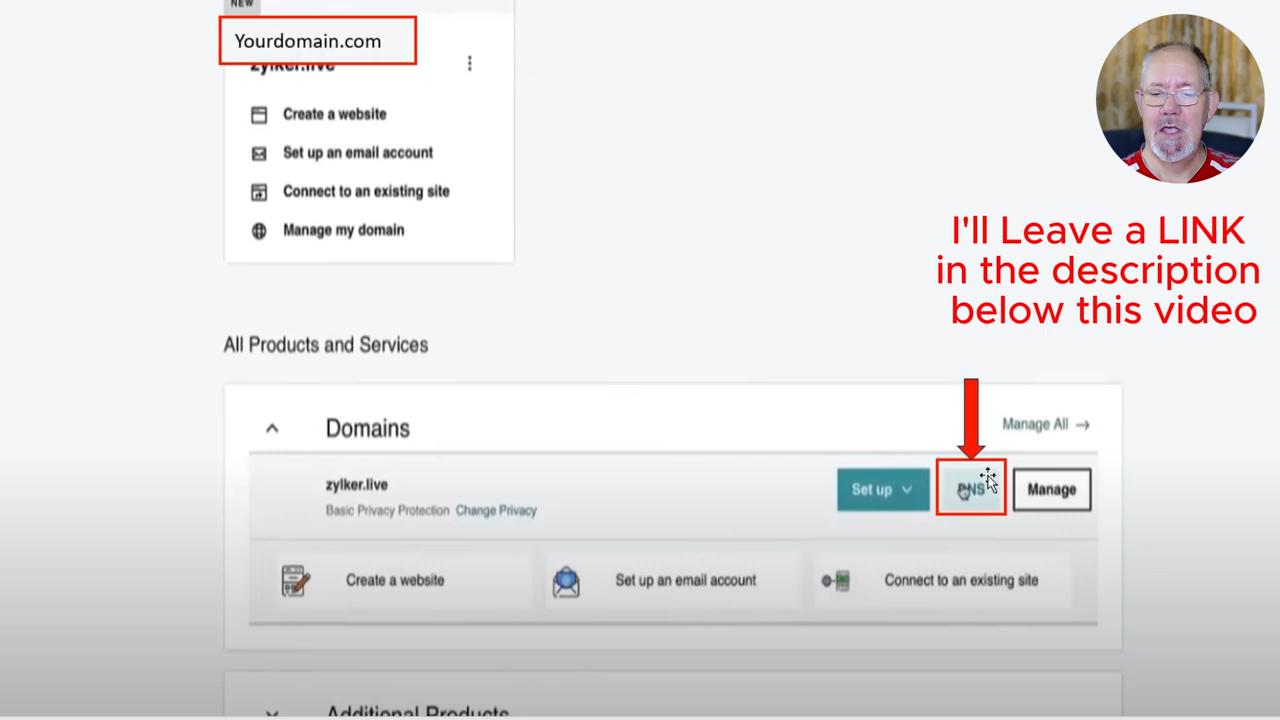 NEW
Yourdomain.com
zylker.live
Create a website
Set up an email account
Connect to an existing site
Manage my domain
I'll Leave a LINK
in the description
below this video
All Products and Services
Domains
Manage All →
zylker.live
Set up
DNS
Manage
Basic Privacy Protection Change Privacy
Create a website
Set up an email account
Connect to an existing site
Additional Products